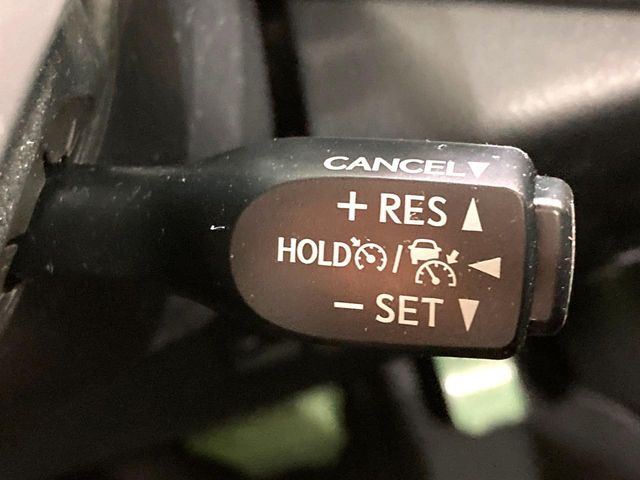 CANCEL▼
+ RES ▲
HOLD / ◀
− SET ▼